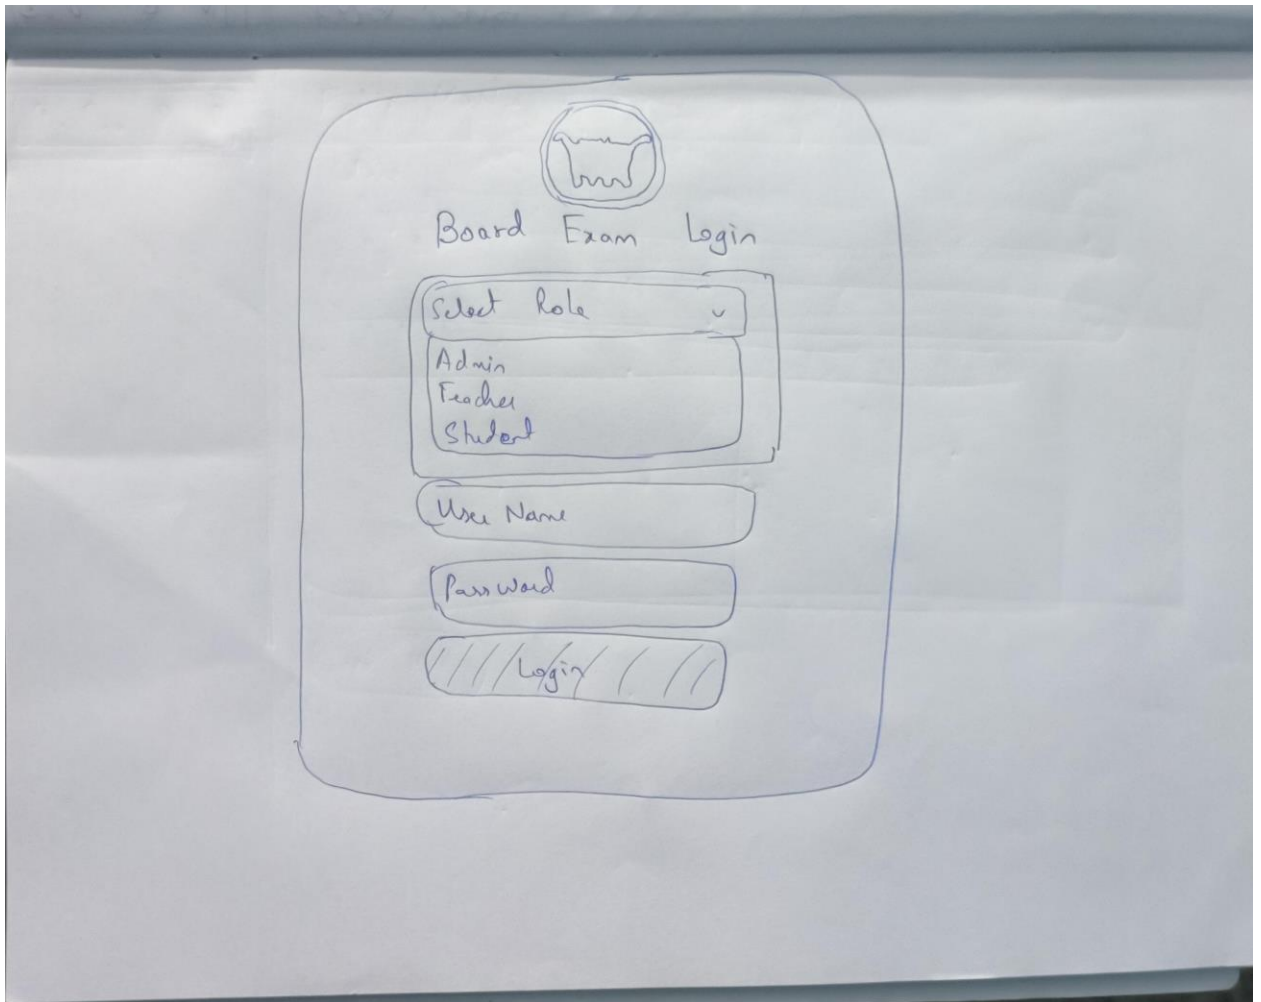 Board Exam Login
Select Role
Admin
Teacher
Student
User Name
Password
Login